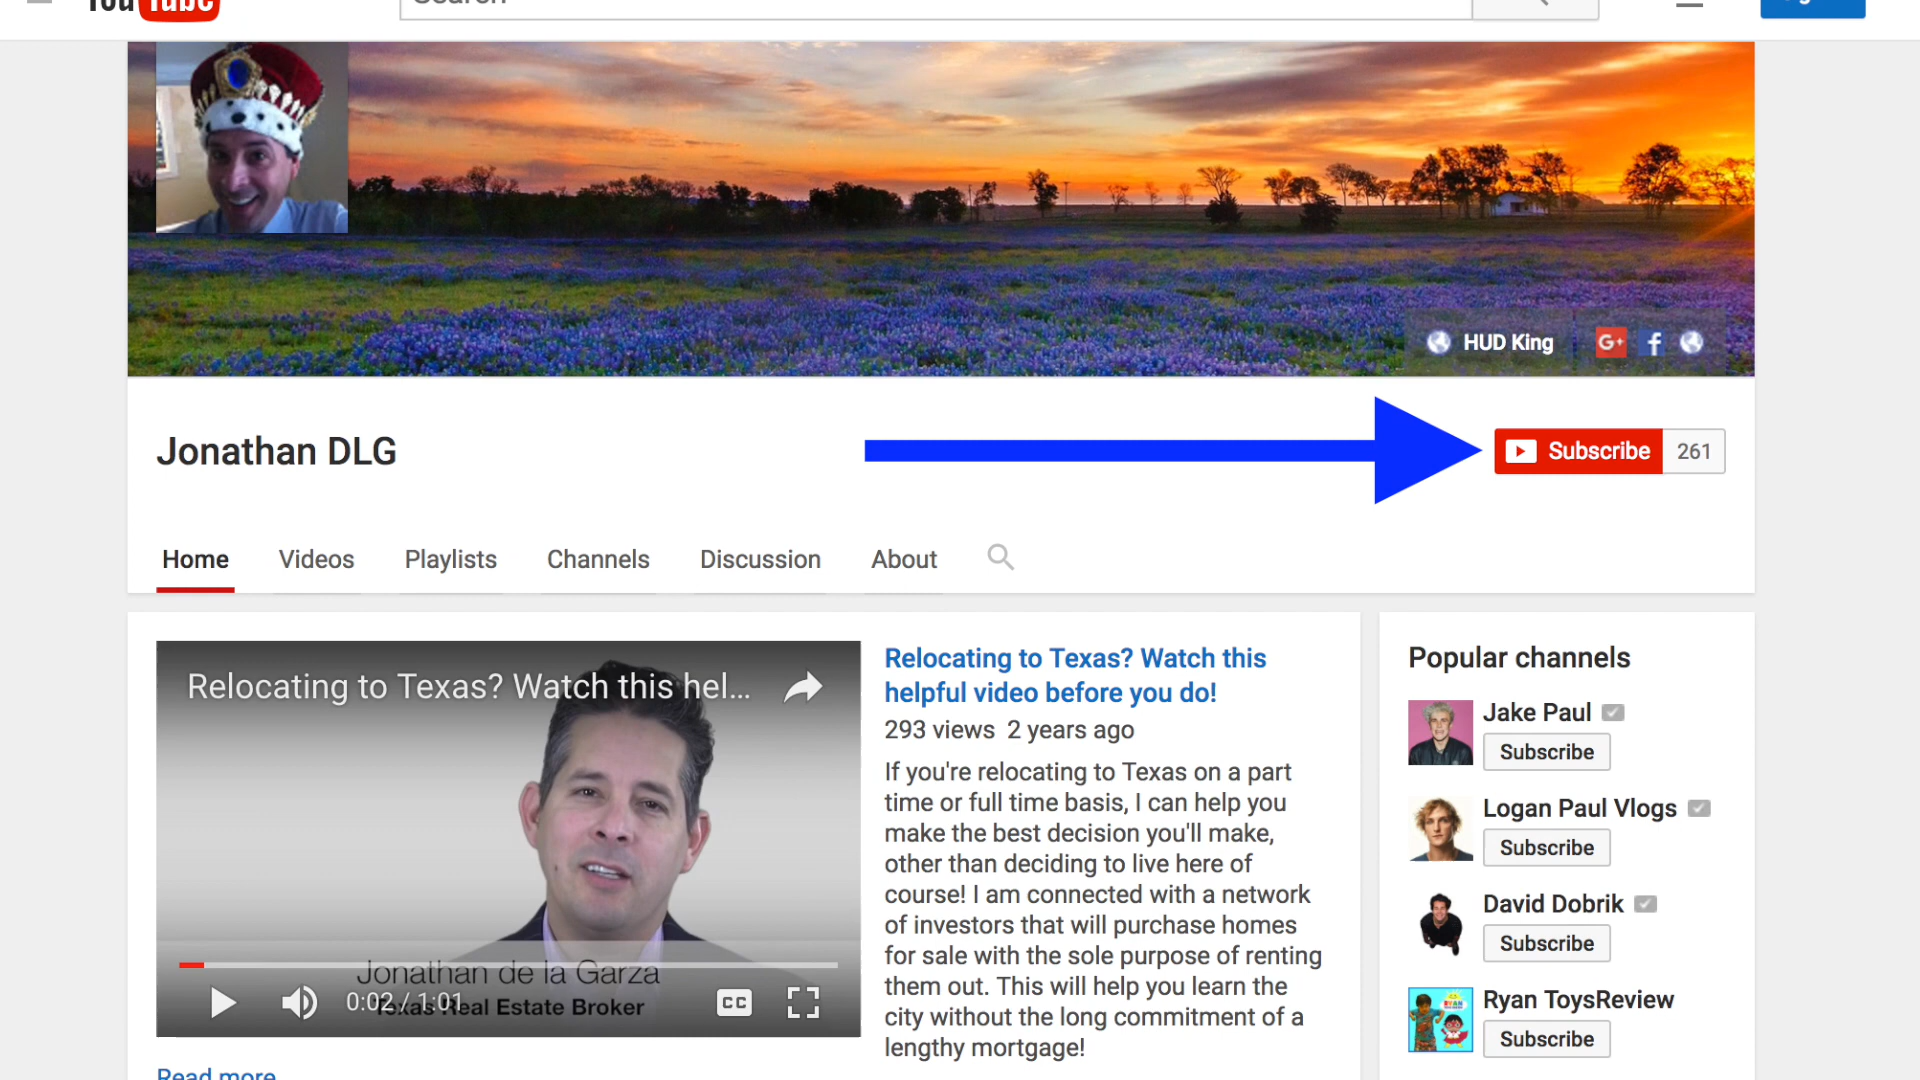 YouTube
Search
HUD King
G+ f
Jonathan DLG
Subscribe 261
Home Videos Playlists Channels Discussion About
Relocating to Texas? Watch this hel...
Jonathan de la Garza
Texas Real Estate Broker
0:02 / 1:01
CC
Relocating to Texas? Watch this
helpful video before you do!
293 views 2 years ago
If you're relocating to Texas on a part
time or full time basis, I can help you
make the best decision you'll make,
other than deciding to live here of
course! I am connected with a network
of investors that will purchase homes
for sale with the sole purpose of renting
them out. This will help you learn the
city without the long commitment of a
lengthy mortgage!
Read more
Popular channels
Jake Paul
Subscribe
Logan Paul Vlogs
Subscribe
David Dobrik
Subscribe
Ryan ToysReview
Subscribe